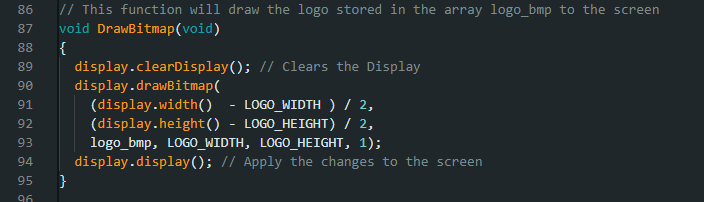 86 // This function will draw the logo stored in the array logo_bmp to the screen
87 void DrawBitmap(void)
88 {
89   display.clearDisplay(); // Clears the Display
90   display.drawBitmap(
91     (display.width()  - LOGO_WIDTH ) / 2,
92     (display.height() - LOGO_HEIGHT) / 2,
93     logo_bmp, LOGO_WIDTH, LOGO_HEIGHT, 1);
94   display.display(); // Apply the changes to the screen
95 }
96